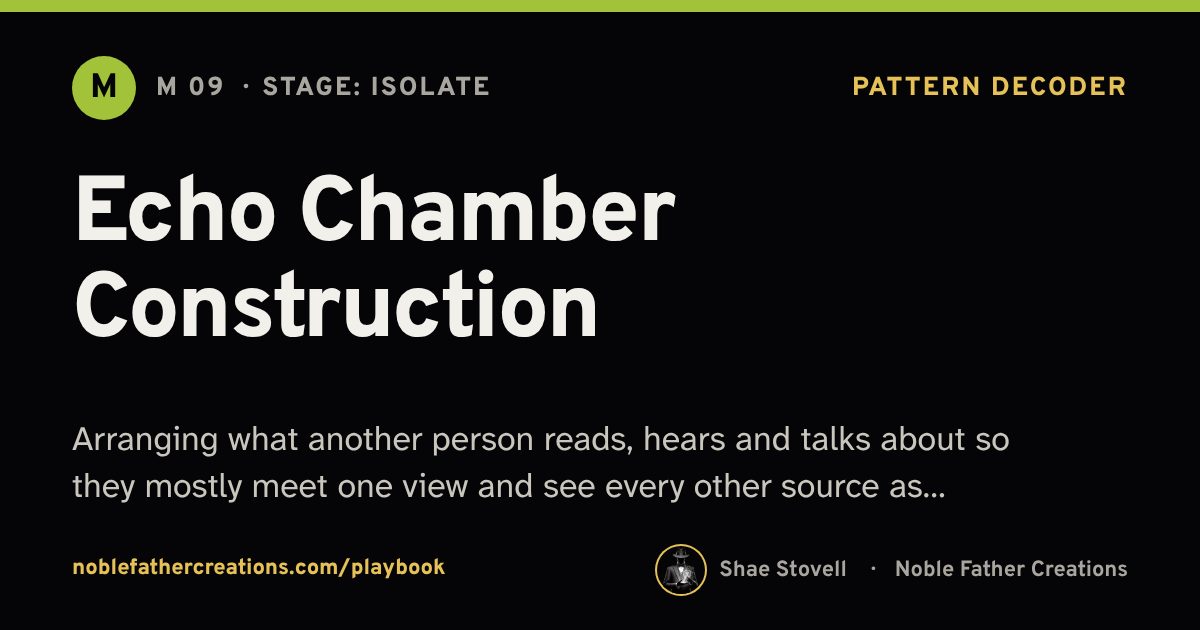 M
M 09 · STAGE: ISOLATE
PATTERN DECODER
Echo Chamber
Construction
Arranging what another person reads, hears and talks about so
they mostly meet one view and see every other source as...
noblefathercreations.com/playbook
Shae Stovell · Noble Father Creations